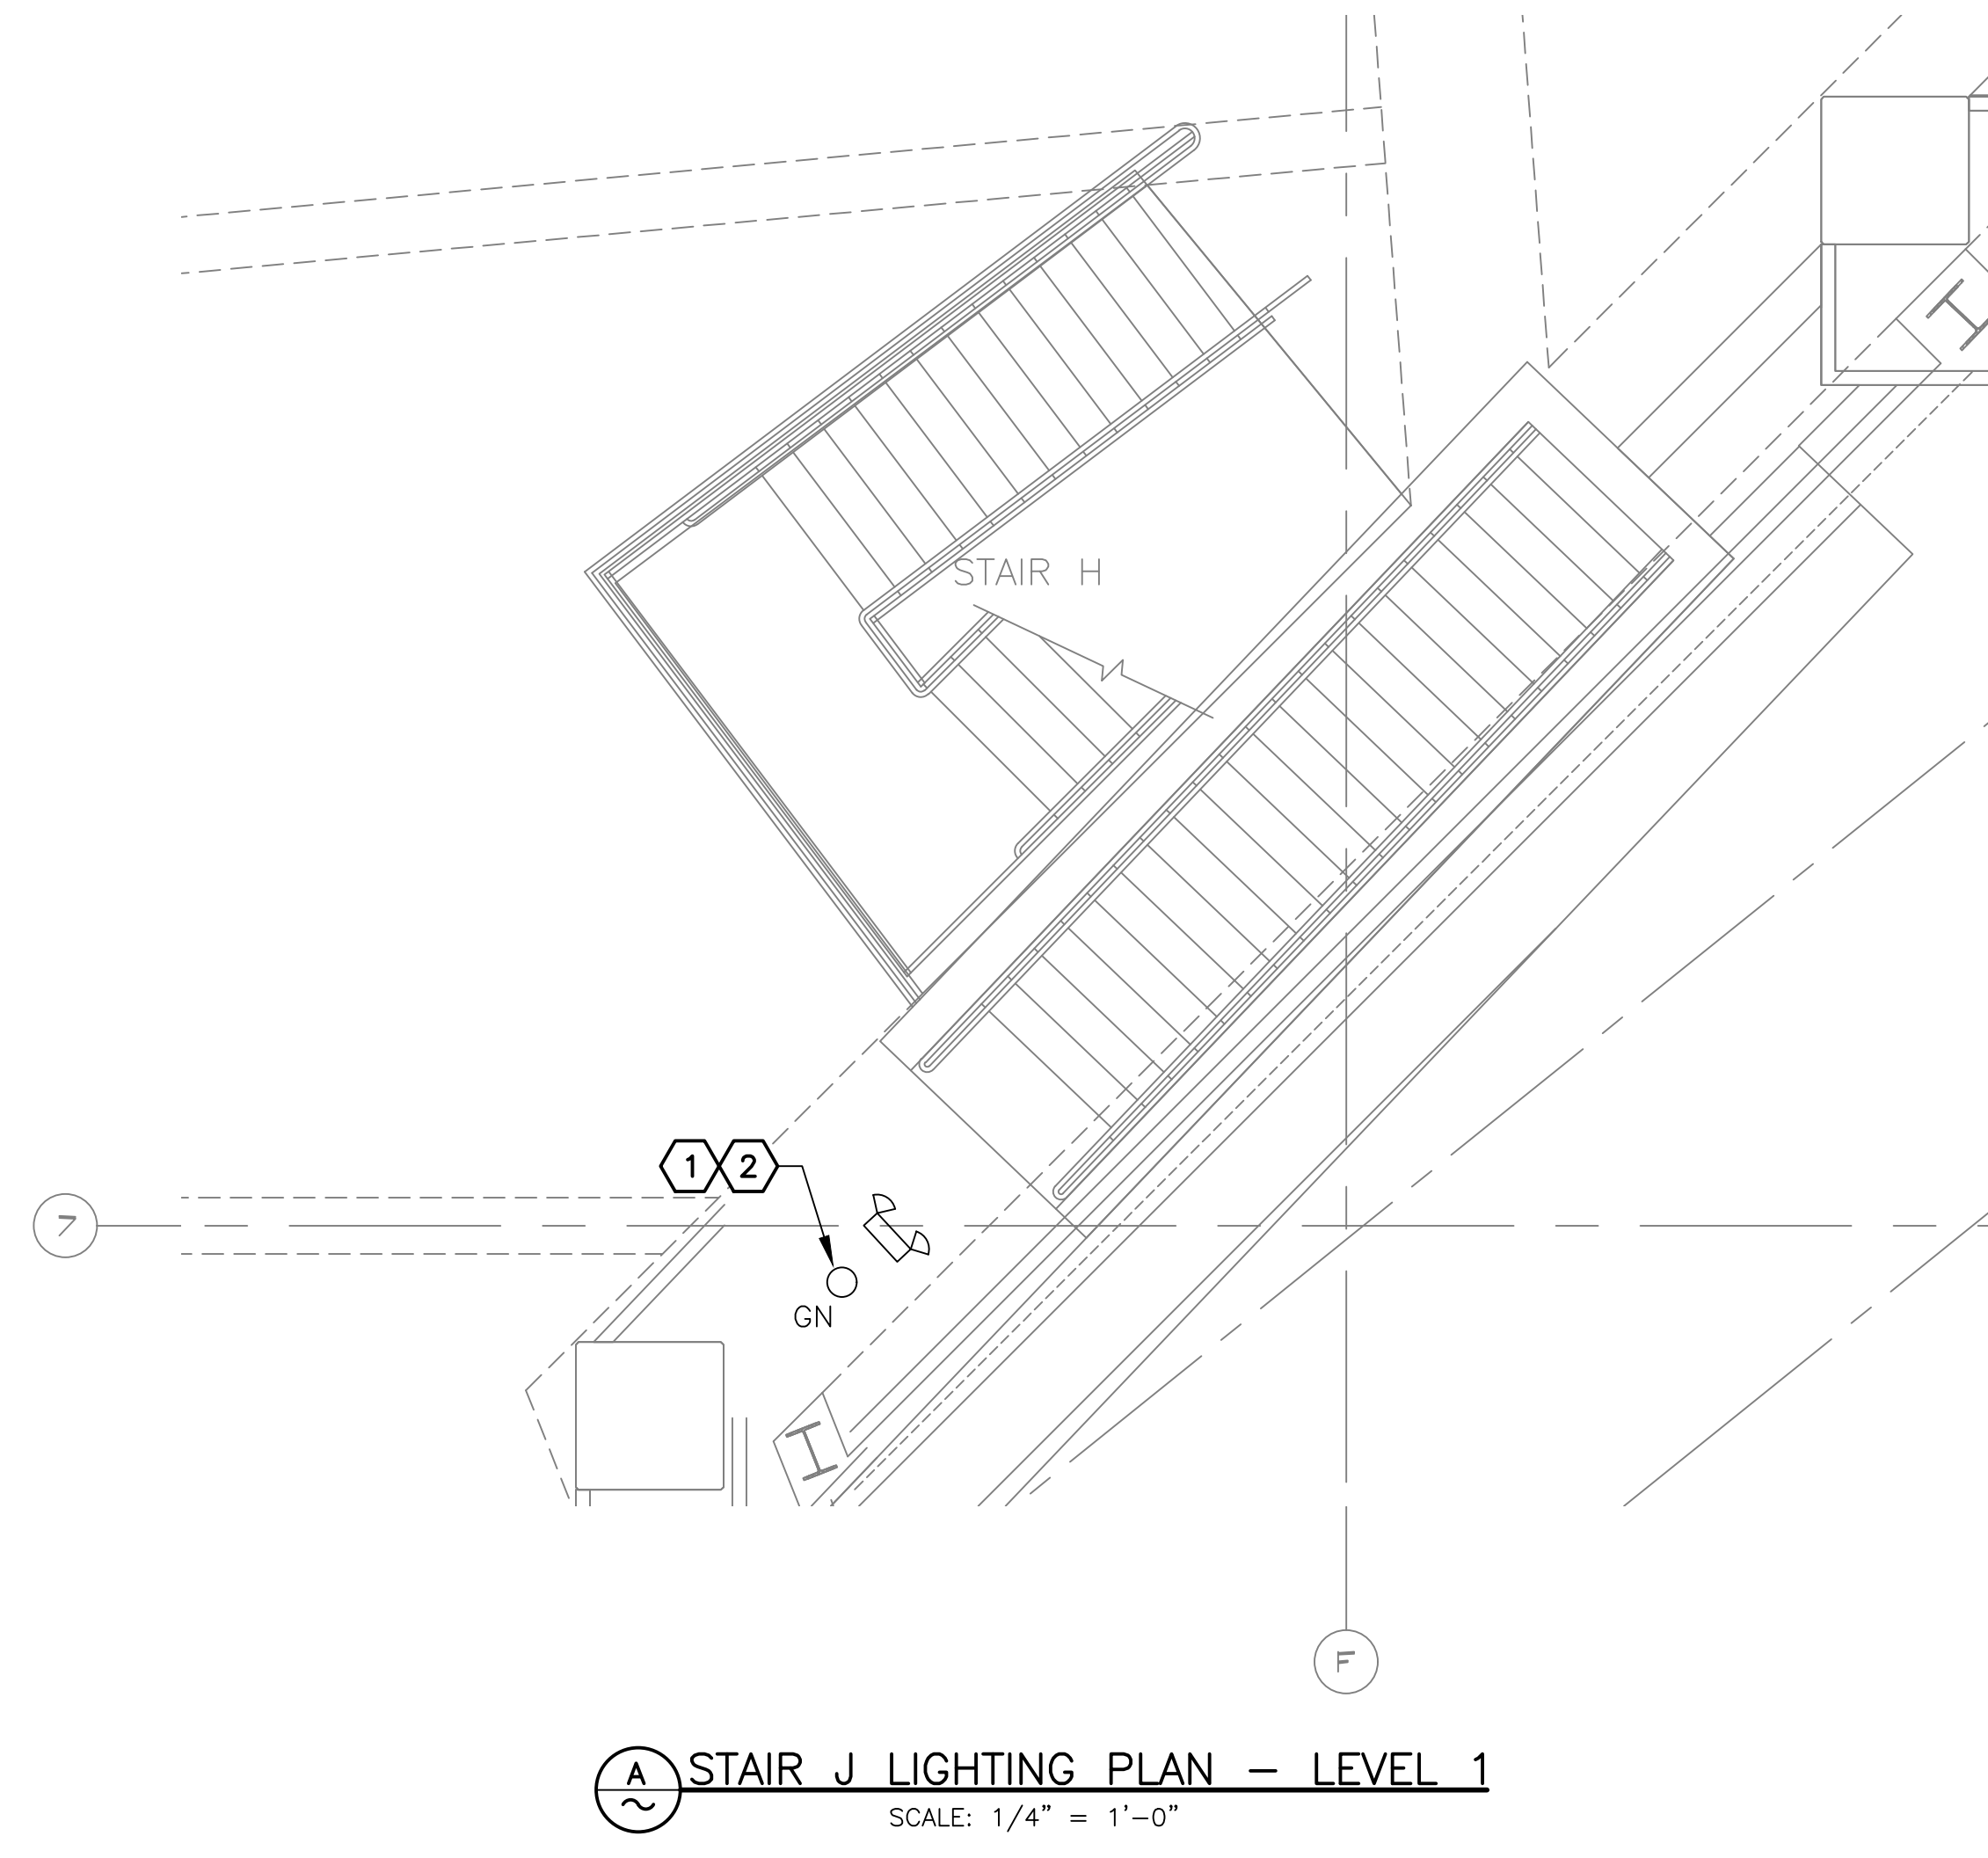 STAIR H
1 2
7
GN
F
A
STAIR J LIGHTING PLAN – LEVEL 1
~
SCALE: 1/4" = 1'-0"